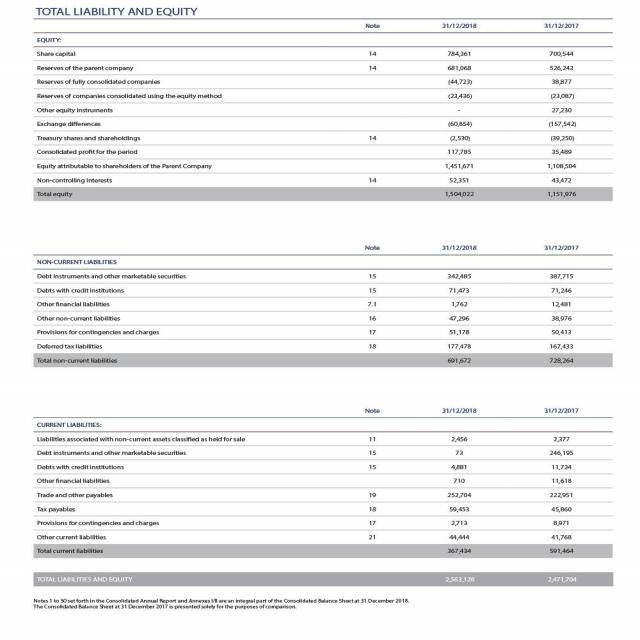 TOTAL LIABILITY AND EQUITY
Note 31/12/2018 31/12/2017
EQUITY:
Share capital 14 784,361 700,544
Reserves of the parent company 14 681,068 526,243
Reserves of fully consolidated companies (44,723) 38,877
Reserves of companies consolidated using the equity method (23,436) (23,087)
Other equity instruments - 27,230
Exchange differences (60,854) (157,542)
Treasury shares and shareholdings 14 (2,530) (39,250)
Consolidated profit for the period 117,785 35,489
Equity attributable to shareholders of the Parent Company 1,451,671 1,108,504
Non-controlling interests 14 52,351 43,472
Total equity 1,504,022 1,151,976
Note 31/12/2018 31/12/2017
NON-CURRENT LIABILITIES
Debt instruments and other marketable securities 15 342,485 387,715
Debts with credit institutions 15 71,473 71,246
Other financial liabilities 7.1 1,762 12,481
Other non-current liabilities 16 47,296 38,976
Provisions for contingencies and charges 17 51,178 50,413
Deferred tax liabilities 18 177,478 167,433
Total non-current liabilities 691,672 728,264
Note 31/12/2018 31/12/2017
CURRENT LIABILITIES:
Liabilities associated with non-current assets classified as held for sale 11 2,456 2,377
Debt instruments and other marketable securities 15 73 246,195
Debts with credit institutions 15 4,881 11,724
Other financial liabilities 710 11,618
Trade and other payables 19 252,704 222,951
Tax payables 18 59,453 45,860
Provisions for contingencies and charges 17 2,713 8,971
Other current liabilities 21 44,444 41,768
Total current liabilities 367,434 591,464
TOTAL LIABILITIES AND EQUITY 2,563,128 2,471,704
Notes 1 to 50 set forth in the Consolidated Annual Report and Annexes I/II are an integral part of the Consolidated Balance Sheet at 31 December 2018.
The Consolidated Balance Sheet at 31 December 2017 is presented solely for the purposes of comparison.